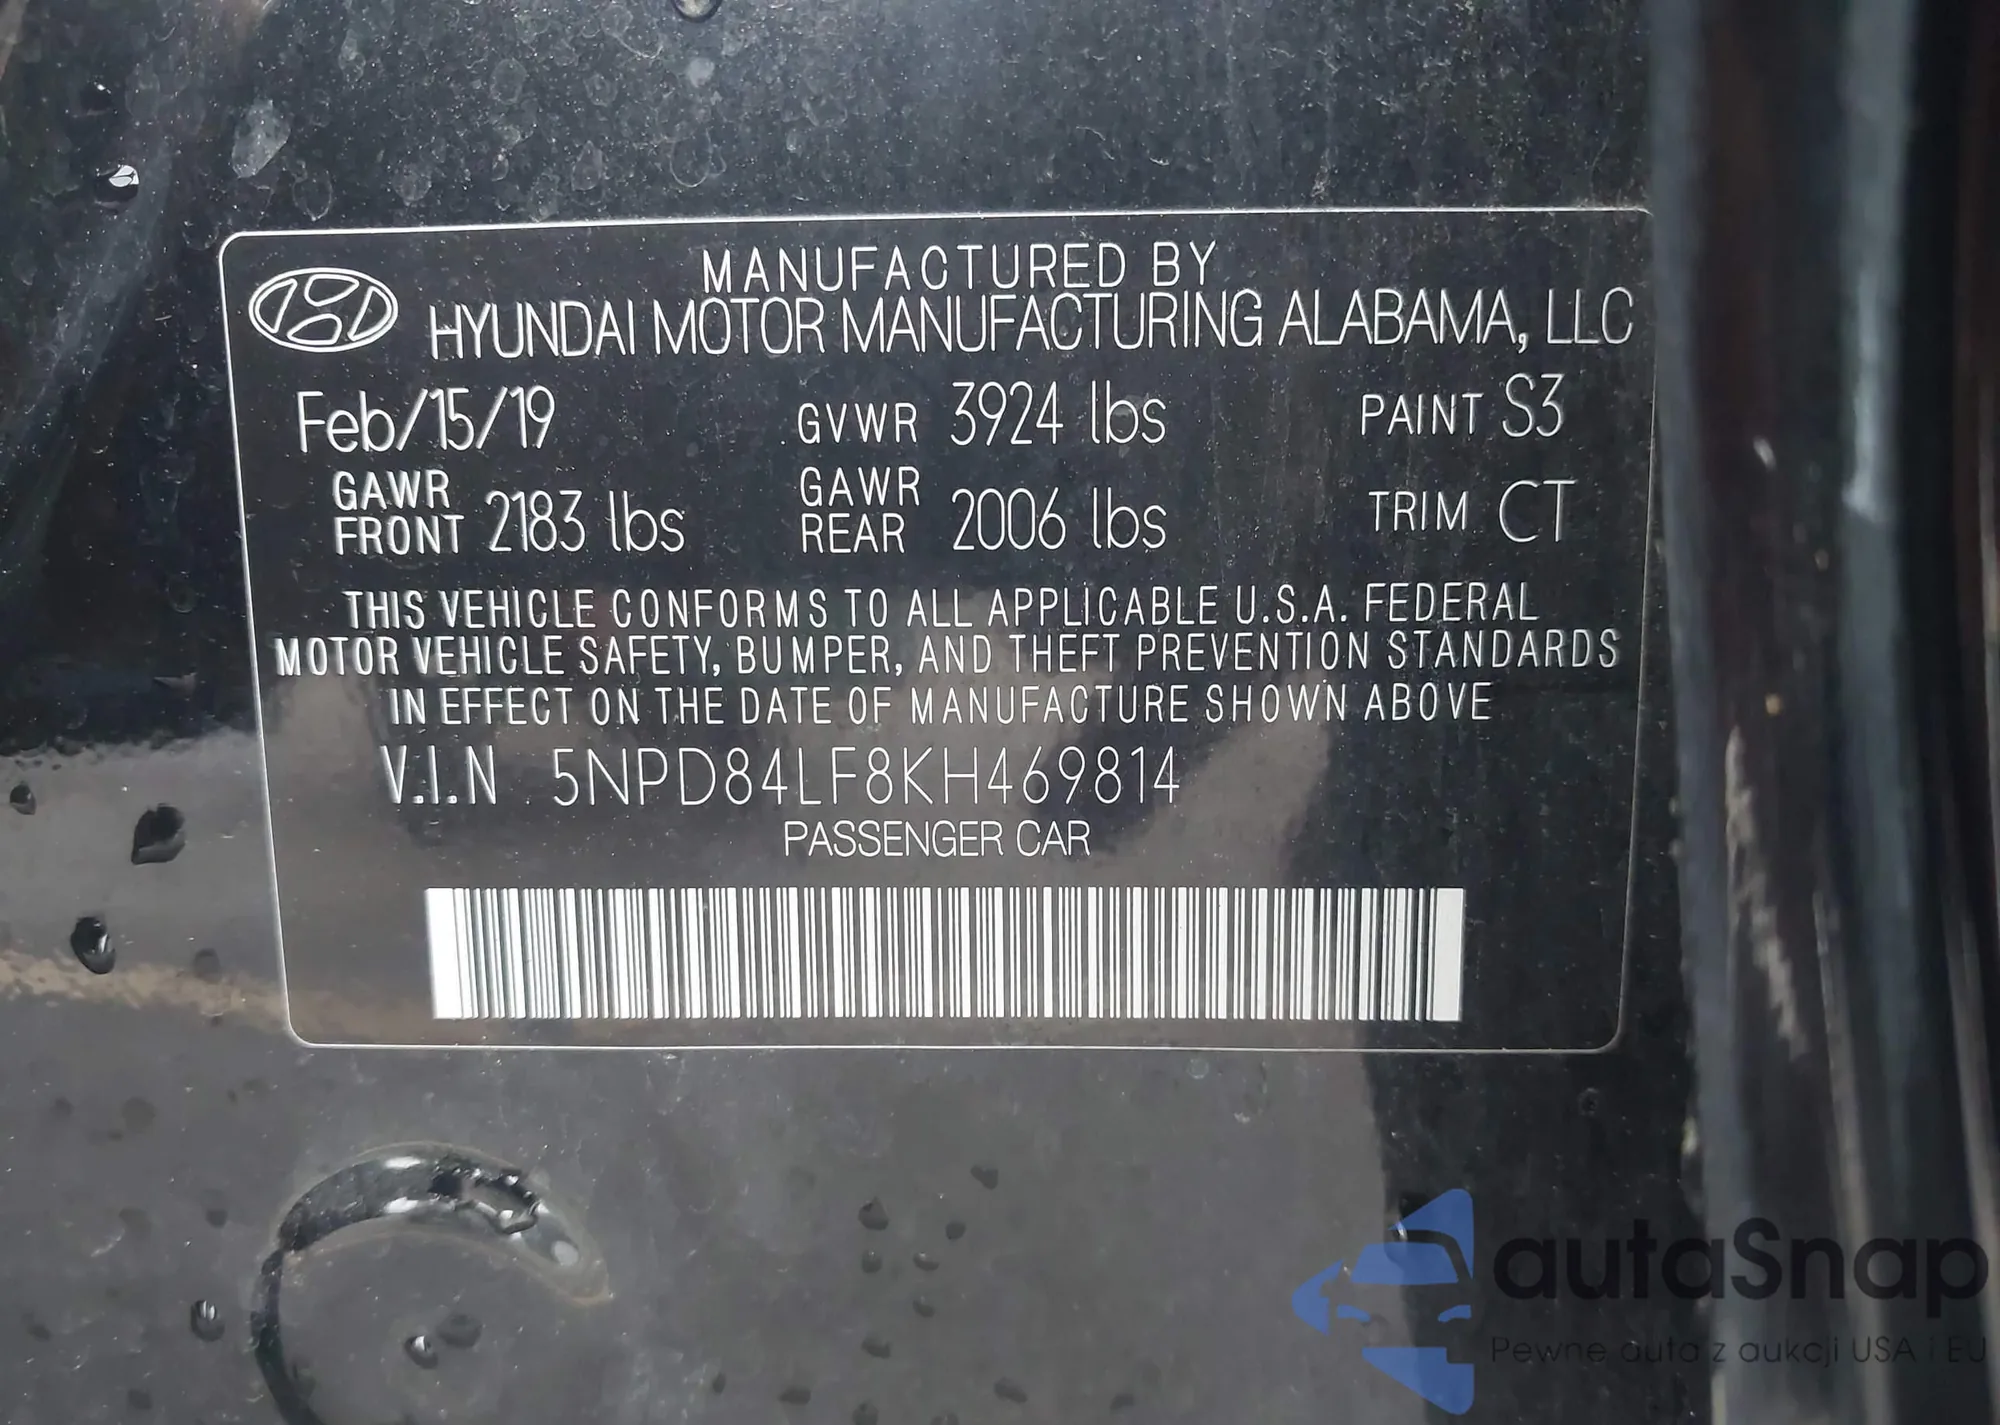 MANUFACTURED BY
HYUNDAI MOTOR MANUFACTURING ALABAMA, LLC
Feb/15/19 GVWR 3924 lbs PAINT S3
GAWR FRONT 2183 lbs GAWR REAR 2006 lbs TRIM CT
THIS VEHICLE CONFORMS TO ALL APPLICABLE U.S.A. FEDERAL
MOTOR VEHICLE SAFETY, BUMPER, AND THEFT PREVENTION STANDARDS
IN EFFECT ON THE DATE OF MANUFACTURE SHOWN ABOVE
V.I.N 5NPD84LF8KH469814
PASSENGER CAR
autaSnap
Pewne auta z aukcji USA i EU